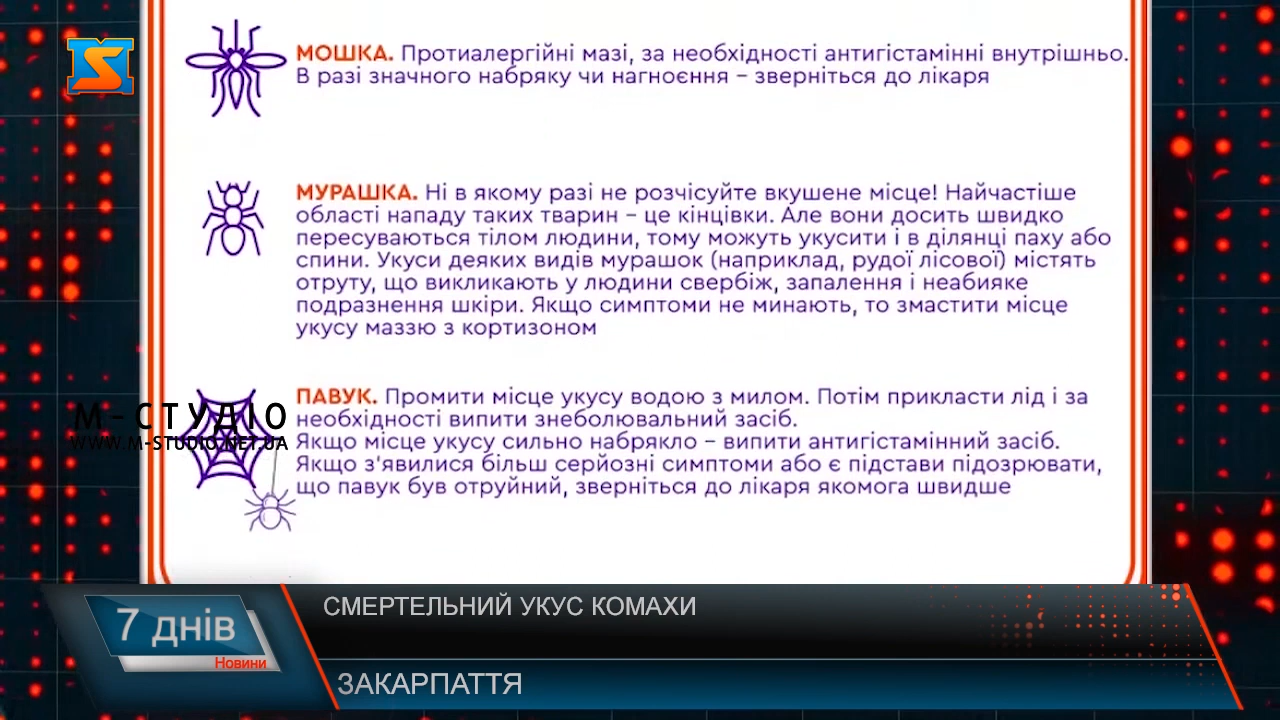 МОШКА. Протиалергійні мазі, за необхідності антигістамінні внутрішньо.
В разі значного набряку чи нагноєння – зверніться до лікаря
МУРАШКА. Ні в якому разі не розчісуйте вкушене місце! Найчастіше
області нападу таких тварин – це кінцівки. Але вони досить швидко
пересуваються тілом людини, тому можуть укусити і в ділянці паху або
спини. Укуси деяких видів мурашок (наприклад, рудої лісової) містять
отруту, що викликають у людини свербіж, запалення і неабияке
подразнення шкіри. Якщо симптоми не минають, то змастити місце
укусу маззю з кортизоном
ПАВУК. Промити місце укусу водою з милом. Потім прикласти лід і за
необхідності випити знеболювальний засіб.
Якщо місце укусу сильно набрякло – випити антигістамінний засіб.
Якщо з'явилися більш серйозні симптоми або є підстави підозрювати,
що павук був отруйний, зверніться до лікаря якомога швидше
М-СТУДІО
WWW.M-STUDIO.NET.UA
7 днів
Новини
СМЕРТЕЛЬНИЙ УКУС КОМАХИ
ЗАКАРПАТТЯ